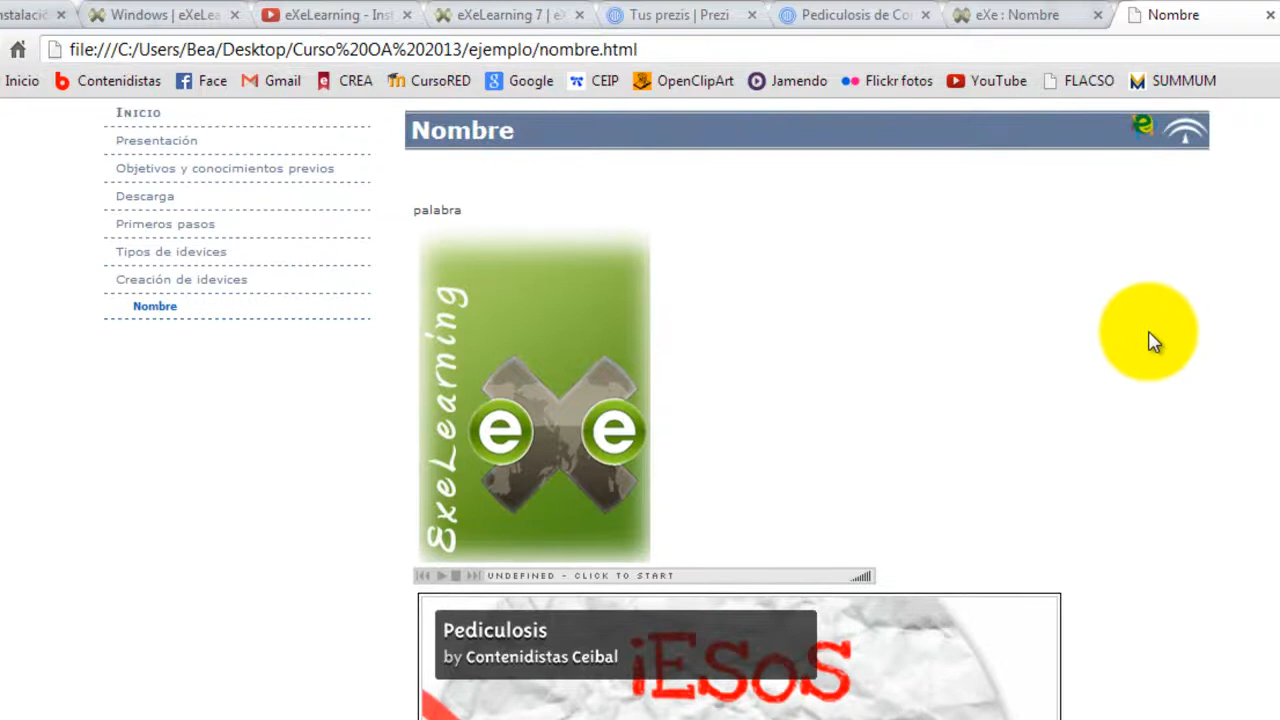 nstalació
Windows | eXeLea
eXeLearning - Inst
eXeLearning 7 | e
Tus prezis | Prezi
Pediculosis de Co
eXe : Nombre
Nombre
file:///C:/Users/Bea/Desktop/Curso%20OA%202013/ejemplo/nombre.html
Inicio
Contenidistas
Face
Gmail
CREA
CursoRED
Google
CEIP
OpenClipArt
Jamendo
Flickr fotos
YouTube
FLACSO
SUMMUM
INICIO
Presentación
Objetivos y conocimientos previos
Descarga
Primeros pasos
Tipos de idevices
Creación de idevices
Nombre
Nombre
palabra
ExeLearning
eXe
UNDEFINED - CLICK TO START
Pediculosis
by Contenidistas Ceibal
iESoS